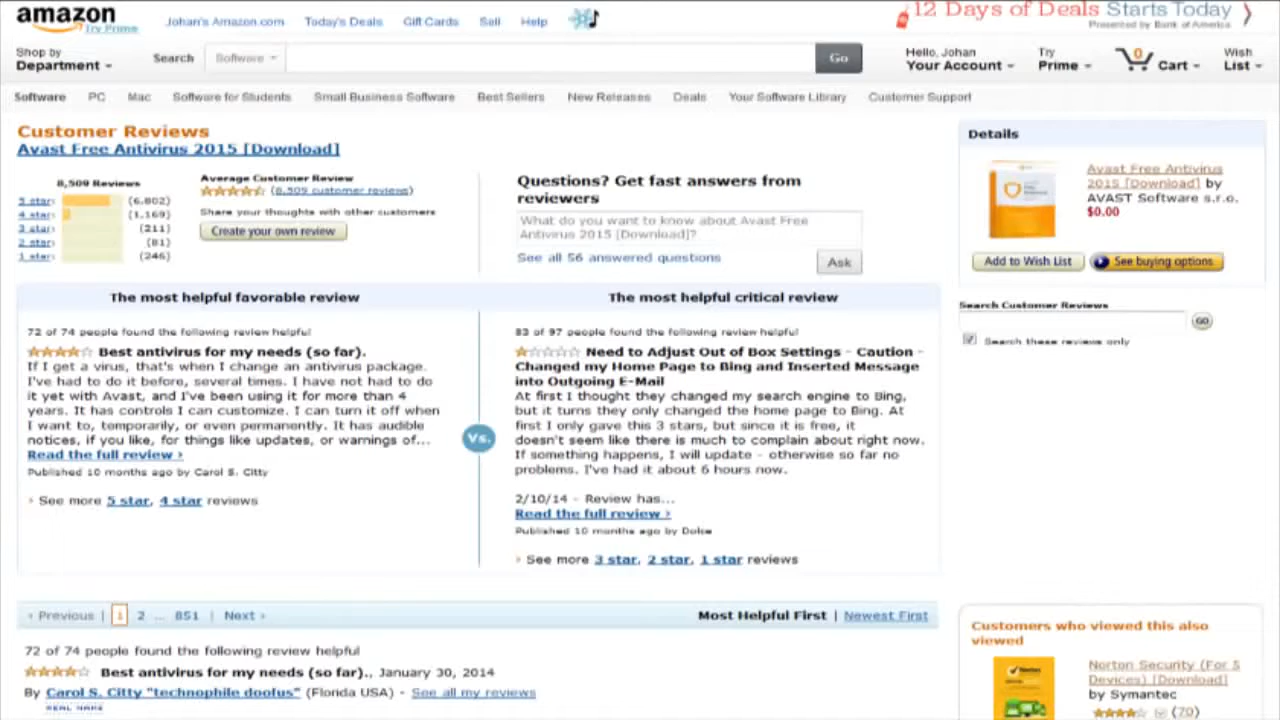 amazon
Try Prime
Johan's Amazon.com Today's Deals Gift Cards Sell Help
12 Days of Deals Starts Today
Presented by Bank of America
Shop by
Department
Search Software Go
Hello, Johan
Your Account
Try
Prime
0
Cart
Wish
List
Software PC Mac Software for Students Small Business Software Best Sellers New Releases Deals Your Software Library Customer Support
Customer Reviews
Avast Free Antivirus 2015 [Download]
8,509 Reviews
5 star: (6,802)
4 star: (1,169)
3 star: (211)
2 star: (81)
1 star: (246)
Average Customer Review
(8,509 customer reviews)
Share your thoughts with other customers
Create your own review
Questions? Get fast answers from
reviewers
What do you want to know about Avast Free
Antivirus 2015 [Download]?
See all 56 answered questions
Ask
Details
Avast Free Antivirus
2015 [Download] by
AVAST Software s.r.o.
$0.00
Add to Wish List
See buying options
Search Customer Reviews
GO
Search these reviews only
The most helpful favorable review
72 of 74 people found the following review helpful
Best antivirus for my needs (so far).
If I get a virus, that's when I change an antivirus package.
I've had to do it before, several times. I have not had to do
it yet with Avast, and I've been using it for more than 4
years. It has controls I can customize. I can turn it off when
I want to, temporarily, or even permanently. It has audible
notices, if you like, for things like updates, or warnings of...
Read the full review ›
Published 10 months ago by Carol S. Citty
› See more 5 star, 4 star reviews
Vs.
The most helpful critical review
83 of 97 people found the following review helpful
Need to Adjust Out of Box Settings - Caution -
Changed my Home Page to Bing and Inserted Message
into Outgoing E-Mail
At first I thought they changed my search engine to Bing,
but it turns they only changed the home page to Bing. At
first I only gave this 3 stars, but since it is free, it
doesn't seem like there is much to complain about right now.
If something happens, I will update - otherwise so far no
problems. I've had it about 6 hours now.
2/10/14 - Review has...
Read the full review ›
Published 10 months ago by Dolce
› See more 3 star, 2 star, 1 star reviews
‹ Previous | 1 2 ... 851 | Next ›
Most Helpful First | Newest First
72 of 74 people found the following review helpful
Best antivirus for my needs (so far)., January 30, 2014
By Carol S. Citty "technophile doofus" (Florida USA) - See all my reviews
REAL NAME
Customers who viewed this also
viewed
Norton
Norton Security (For 5
Devices) [Download]
by Symantec
(70)